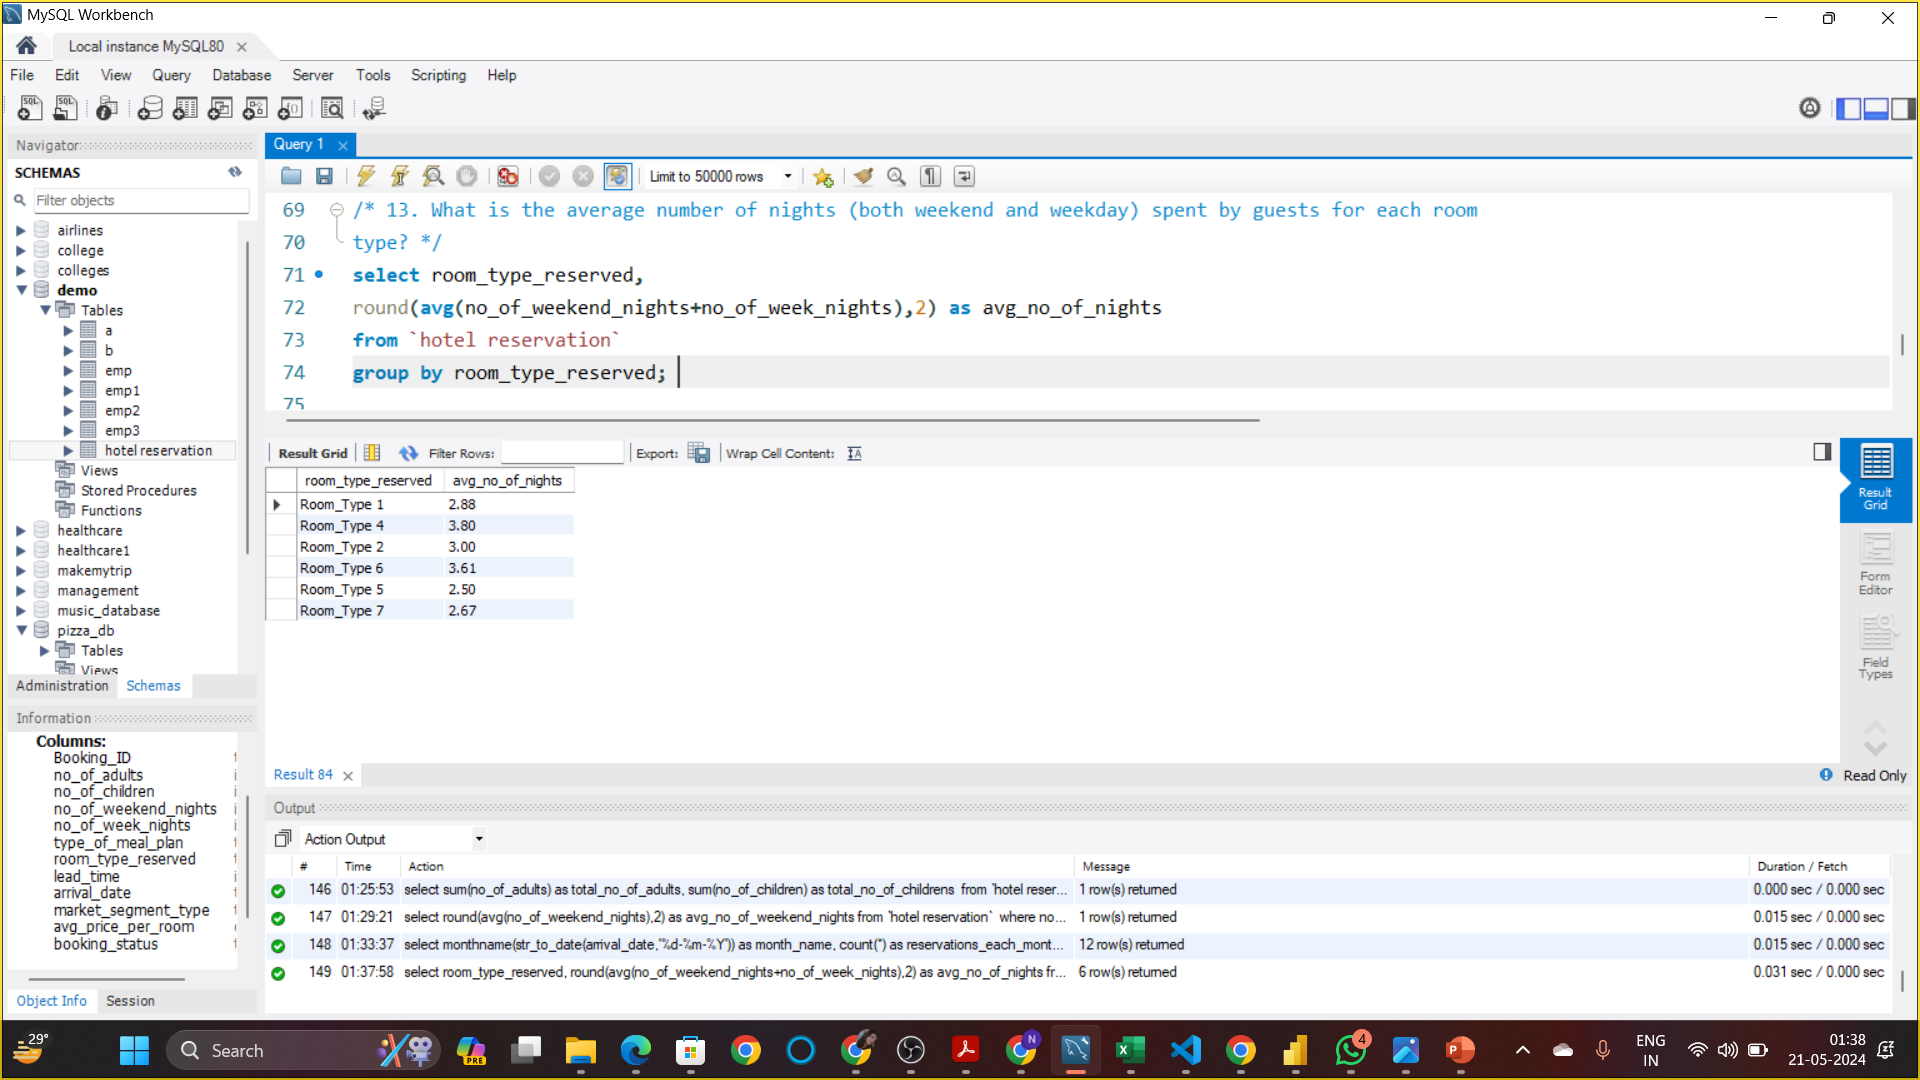 MySQL Workbench
Local instance MySQL80
File Edit View Query Database Server Tools Scripting Help
Navigator
SCHEMAS
Filter objects
airlines
college
colleges
demo
Tables
a
b
emp
emp1
emp2
emp3
hotel reservation
Views
Stored Procedures
Functions
healthcare
healthcare1
makemytrip
management
music_database
pizza_db
Tables
Views
Administration Schemas
Information
Columns:
Booking_ID
no_of_adults
no_of_children
no_of_weekend_nights
no_of_week_nights
type_of_meal_plan
room_type_reserved
lead_time
arrival_date
market_segment_type
avg_price_per_room
booking_status
Object Info Session
Query 1
Limit to 50000 rows
69 /* 13. What is the average number of nights (both weekend and weekday) spent by guests for each room
70 type? */
71 select room_type_reserved,
72 round(avg(no_of_weekend_nights+no_of_week_nights),2) as avg_no_of_nights
73 from `hotel reservation`
74 group by room_type_reserved;
75
Result Grid Filter Rows: Export: Wrap Cell Content:
room_type_reserved avg_no_of_nights
Room_Type 1 2.88
Room_Type 4 3.80
Room_Type 2 3.00
Room_Type 6 3.61
Room_Type 5 2.50
Room_Type 7 2.67
Result Grid
Form Editor
Field Types
Result 84
Read Only
Output
Action Output
# Time Action Message Duration / Fetch
146 01:25:53 select sum(no_of_adults) as total_no_of_adults, sum(no_of_children) as total_no_of_childrens from `hotel reser... 1 row(s) returned 0.000 sec / 0.000 sec
147 01:29:21 select round(avg(no_of_weekend_nights),2) as avg_no_of_weekend_nights from `hotel reservation` where no... 1 row(s) returned 0.015 sec / 0.000 sec
148 01:33:37 select monthname(str_to_date(arrival_date,'%d-%m-%Y')) as month_name, count(*) as reservations_each_mont... 12 row(s) returned 0.015 sec / 0.000 sec
149 01:37:58 select room_type_reserved, round(avg(no_of_weekend_nights+no_of_week_nights),2) as avg_no_of_nights fr... 6 row(s) returned 0.031 sec / 0.000 sec
29°
Search
PRE
N
4
ENG
IN
01:38
21-05-2024